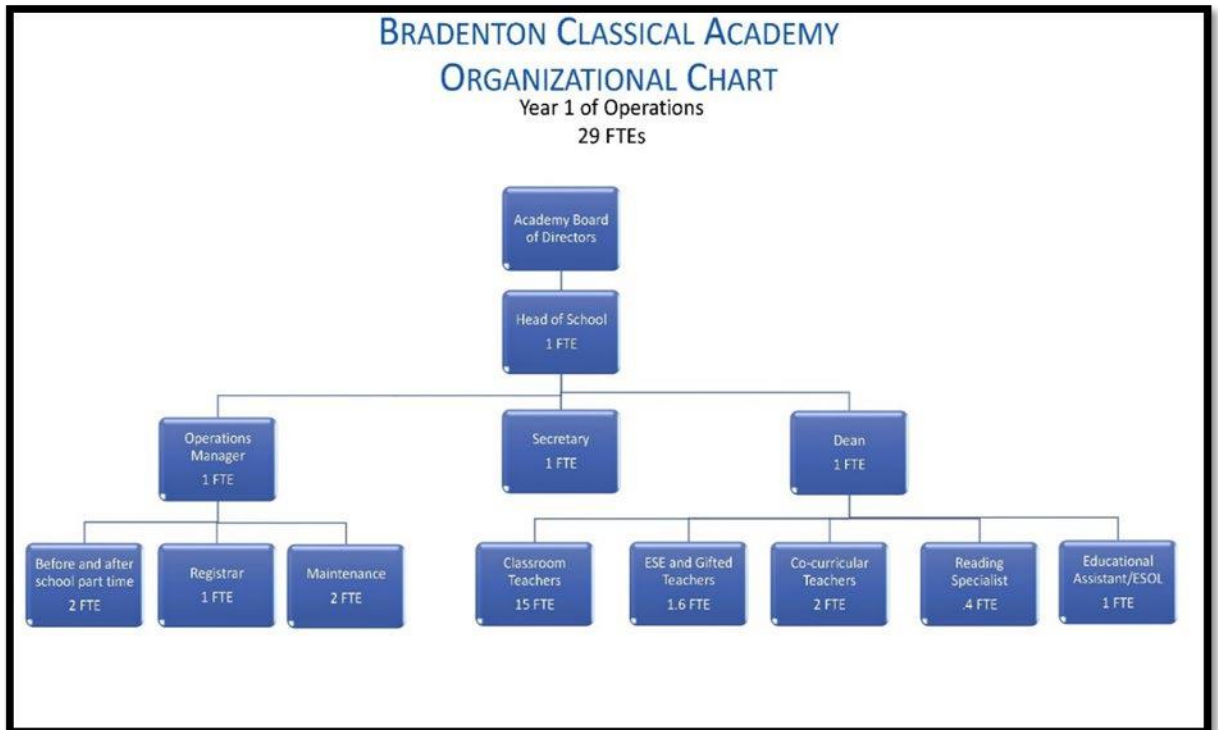 BRADENTON CLASSICAL ACADEMY
ORGANIZATIONAL CHART
Year 1 of Operations
29 FTEs
Academy Board
of Directors
Head of School
1 FTE
Operations
Manager
1 FTE
Secretary
1 FTE
Dean
1 FTE
Before and after
school part time
2 FTE
Registrar
1 FTE
Maintenance
2 FTE
Classroom
Teachers
15 FTE
ESE and Gifted
Teachers
1.6 FTE
Co-curricular
Teachers
2 FTE
Reading
Specialist
.4 FTE
Educational
Assistant/ESOL
1 FTE